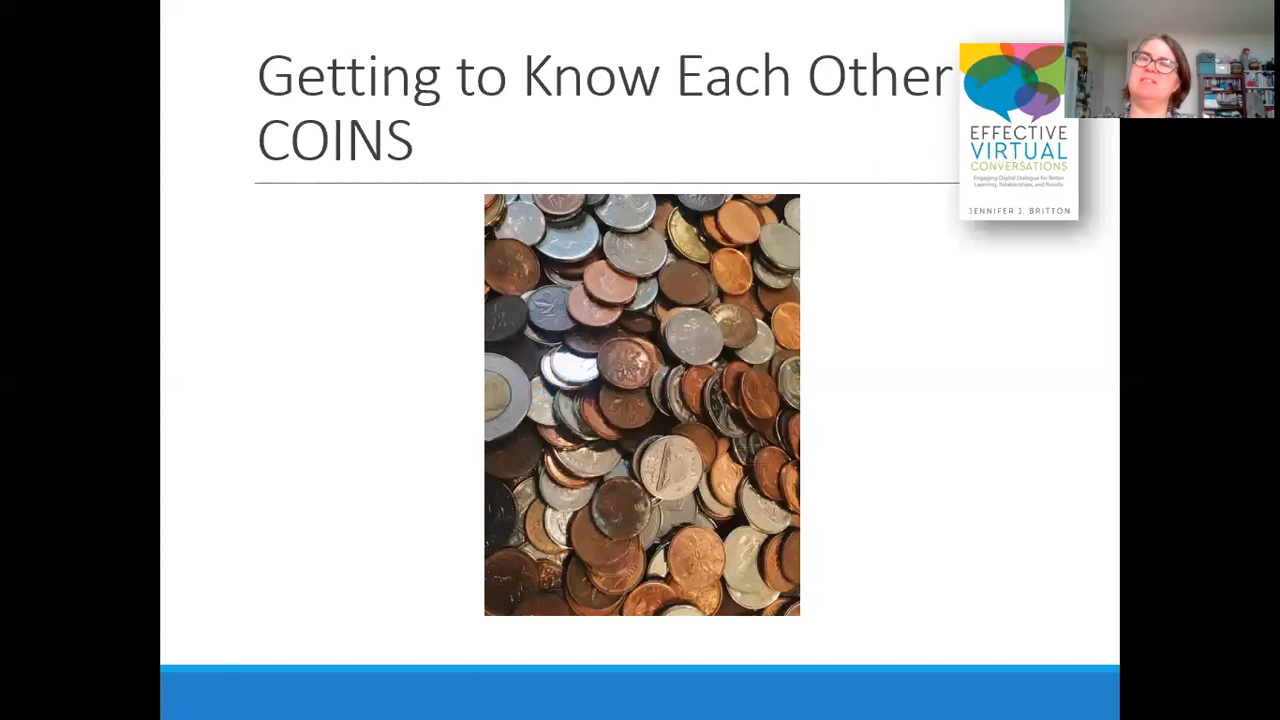 Getting to Know Each Other
COINS
EFFECTIVE
VIRTUAL
CONVERSATIONS
Engaging Digital Dialogue for Better
Learning, Relationships, and Results
JENNIFER J. BRITTON